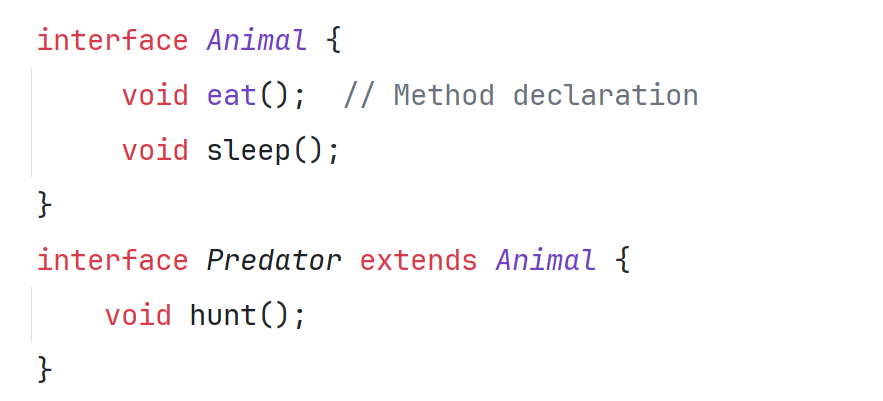 interface Animal {
     void eat();  // Method declaration
     void sleep();
}
interface Predator extends Animal {
    void hunt();
}